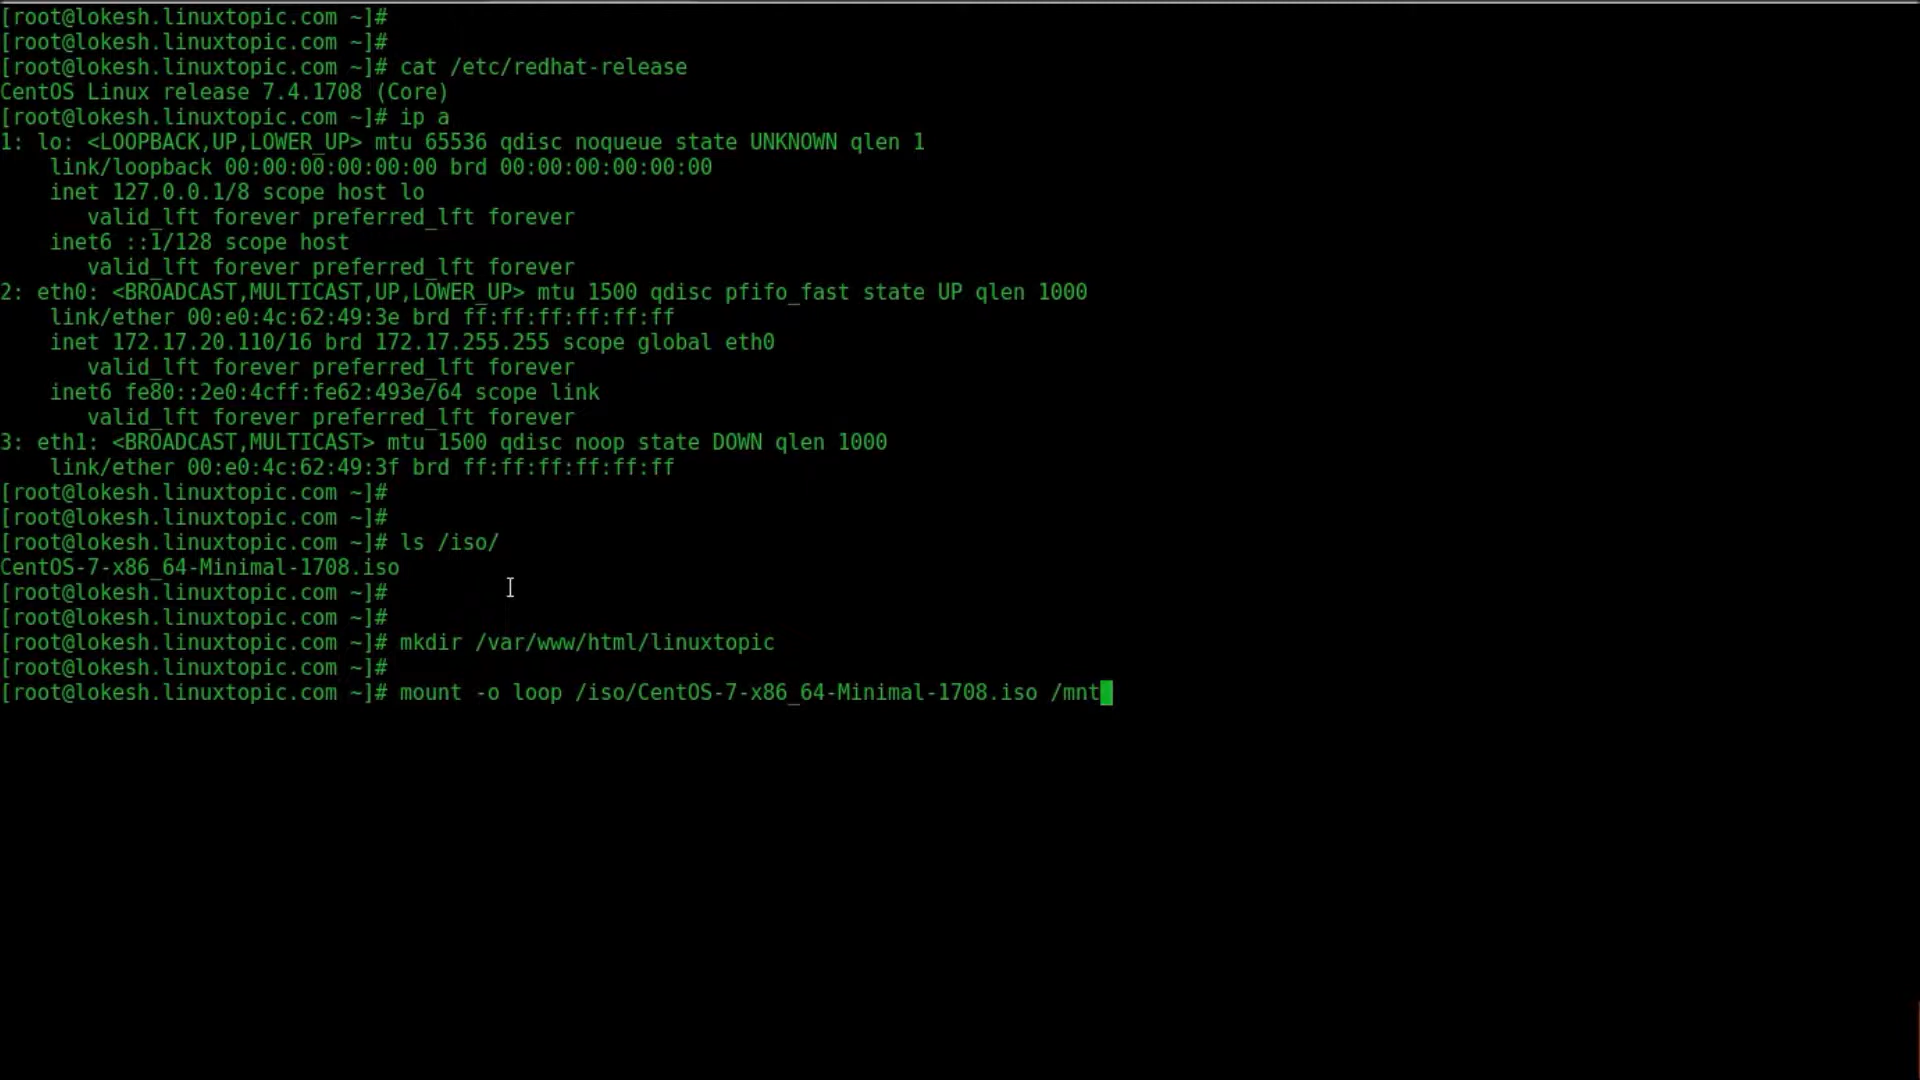 [root@lokesh.linuxtopic.com ~]#
[root@lokesh.linuxtopic.com ~]#
[root@lokesh.linuxtopic.com ~]# cat /etc/redhat-release
CentOS Linux release 7.4.1708 (Core)
[root@lokesh.linuxtopic.com ~]# ip a
1: lo: <LOOPBACK,UP,LOWER_UP> mtu 65536 qdisc noqueue state UNKNOWN qlen 1
    link/loopback 00:00:00:00:00:00 brd 00:00:00:00:00:00
    inet 127.0.0.1/8 scope host lo
       valid_lft forever preferred_lft forever
    inet6 ::1/128 scope host
       valid_lft forever preferred_lft forever
2: eth0: <BROADCAST,MULTICAST,UP,LOWER_UP> mtu 1500 qdisc pfifo_fast state UP qlen 1000
    link/ether 00:e0:4c:62:49:3e brd ff:ff:ff:ff:ff:ff
    inet 172.17.20.110/16 brd 172.17.255.255 scope global eth0
       valid_lft forever preferred_lft forever
    inet6 fe80::2e0:4cff:fe62:493e/64 scope link
       valid_lft forever preferred_lft forever
3: eth1: <BROADCAST,MULTICAST> mtu 1500 qdisc noop state DOWN qlen 1000
    link/ether 00:e0:4c:62:49:3f brd ff:ff:ff:ff:ff:ff
[root@lokesh.linuxtopic.com ~]#
[root@lokesh.linuxtopic.com ~]#
[root@lokesh.linuxtopic.com ~]# ls /iso/
CentOS-7-x86_64-Minimal-1708.iso
[root@lokesh.linuxtopic.com ~]#
[root@lokesh.linuxtopic.com ~]#
[root@lokesh.linuxtopic.com ~]# mkdir /var/www/html/linuxtopic
[root@lokesh.linuxtopic.com ~]#
[root@lokesh.linuxtopic.com ~]# mount -o loop /iso/CentOS-7-x86_64-Minimal-1708.iso /mnt